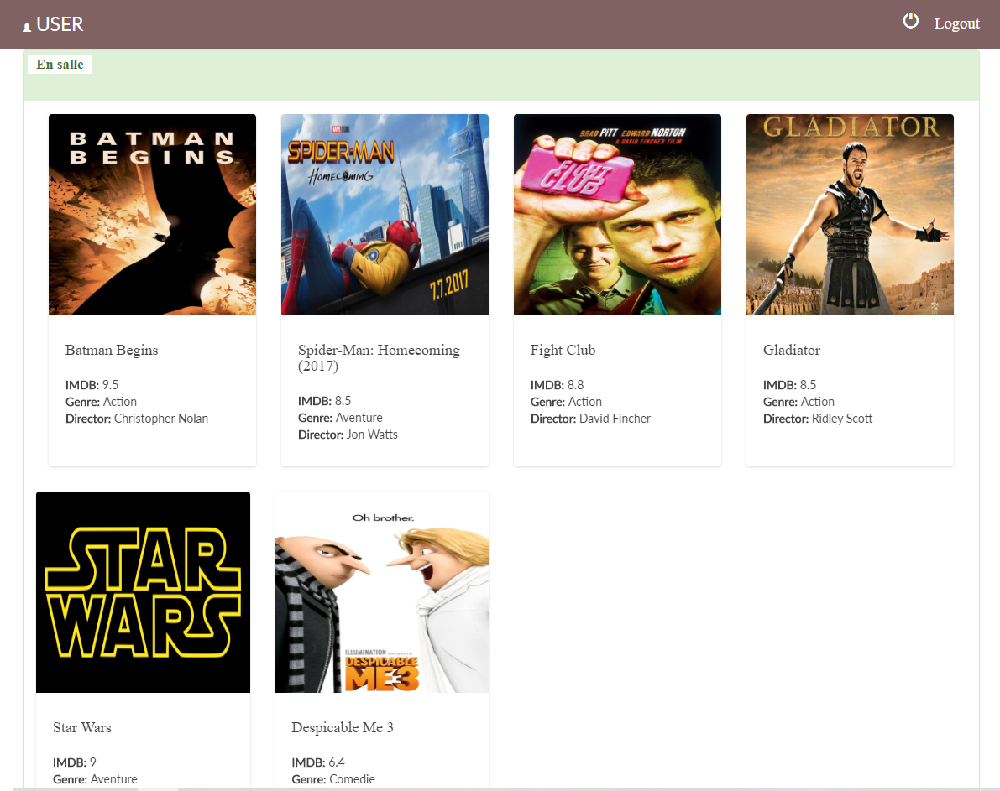 USER
Logout
En salle
BATMAN
BEGINS
SPIDER-MAN
HOMECOMING
7.7.2017
BRAD PITT EDWARD NORTON
A DAVID FINCHER FILM
FIGHT
CLUB
GLADIATOR
Batman Begins
IMDB: 9.5
Genre: Action
Director: Christopher Nolan
Spider-Man: Homecoming
(2017)
IMDB: 8.5
Genre: Aventure
Director: Jon Watts
Fight Club
IMDB: 8.8
Genre: Action
Director: David Fincher
Gladiator
IMDB: 8.5
Genre: Action
Director: Ridley Scott
STAR
WARS
Oh brother.
ILLUMINATION PRESENTS
DESPICABLE
ME3
Star Wars
IMDB: 9
Genre: Aventure
Despicable Me 3
IMDB: 6.4
Genre: Comedie